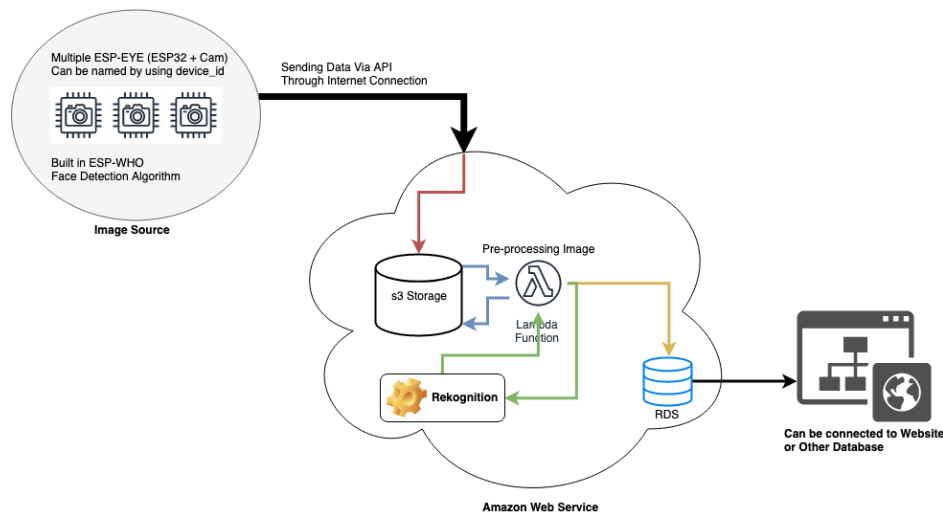 Multiple ESP-EYE (ESP32 + Cam)
Can be named by using device_id
Built in ESP-WHO
Face Detection Algorithm
Image Source
Sending Data Via API
Through Internet Connection
Pre-processing Image
s3 Storage
Lambda
Function
Rekognition
RDS
Can be connected to Website
or Other Database
Amazon Web Service